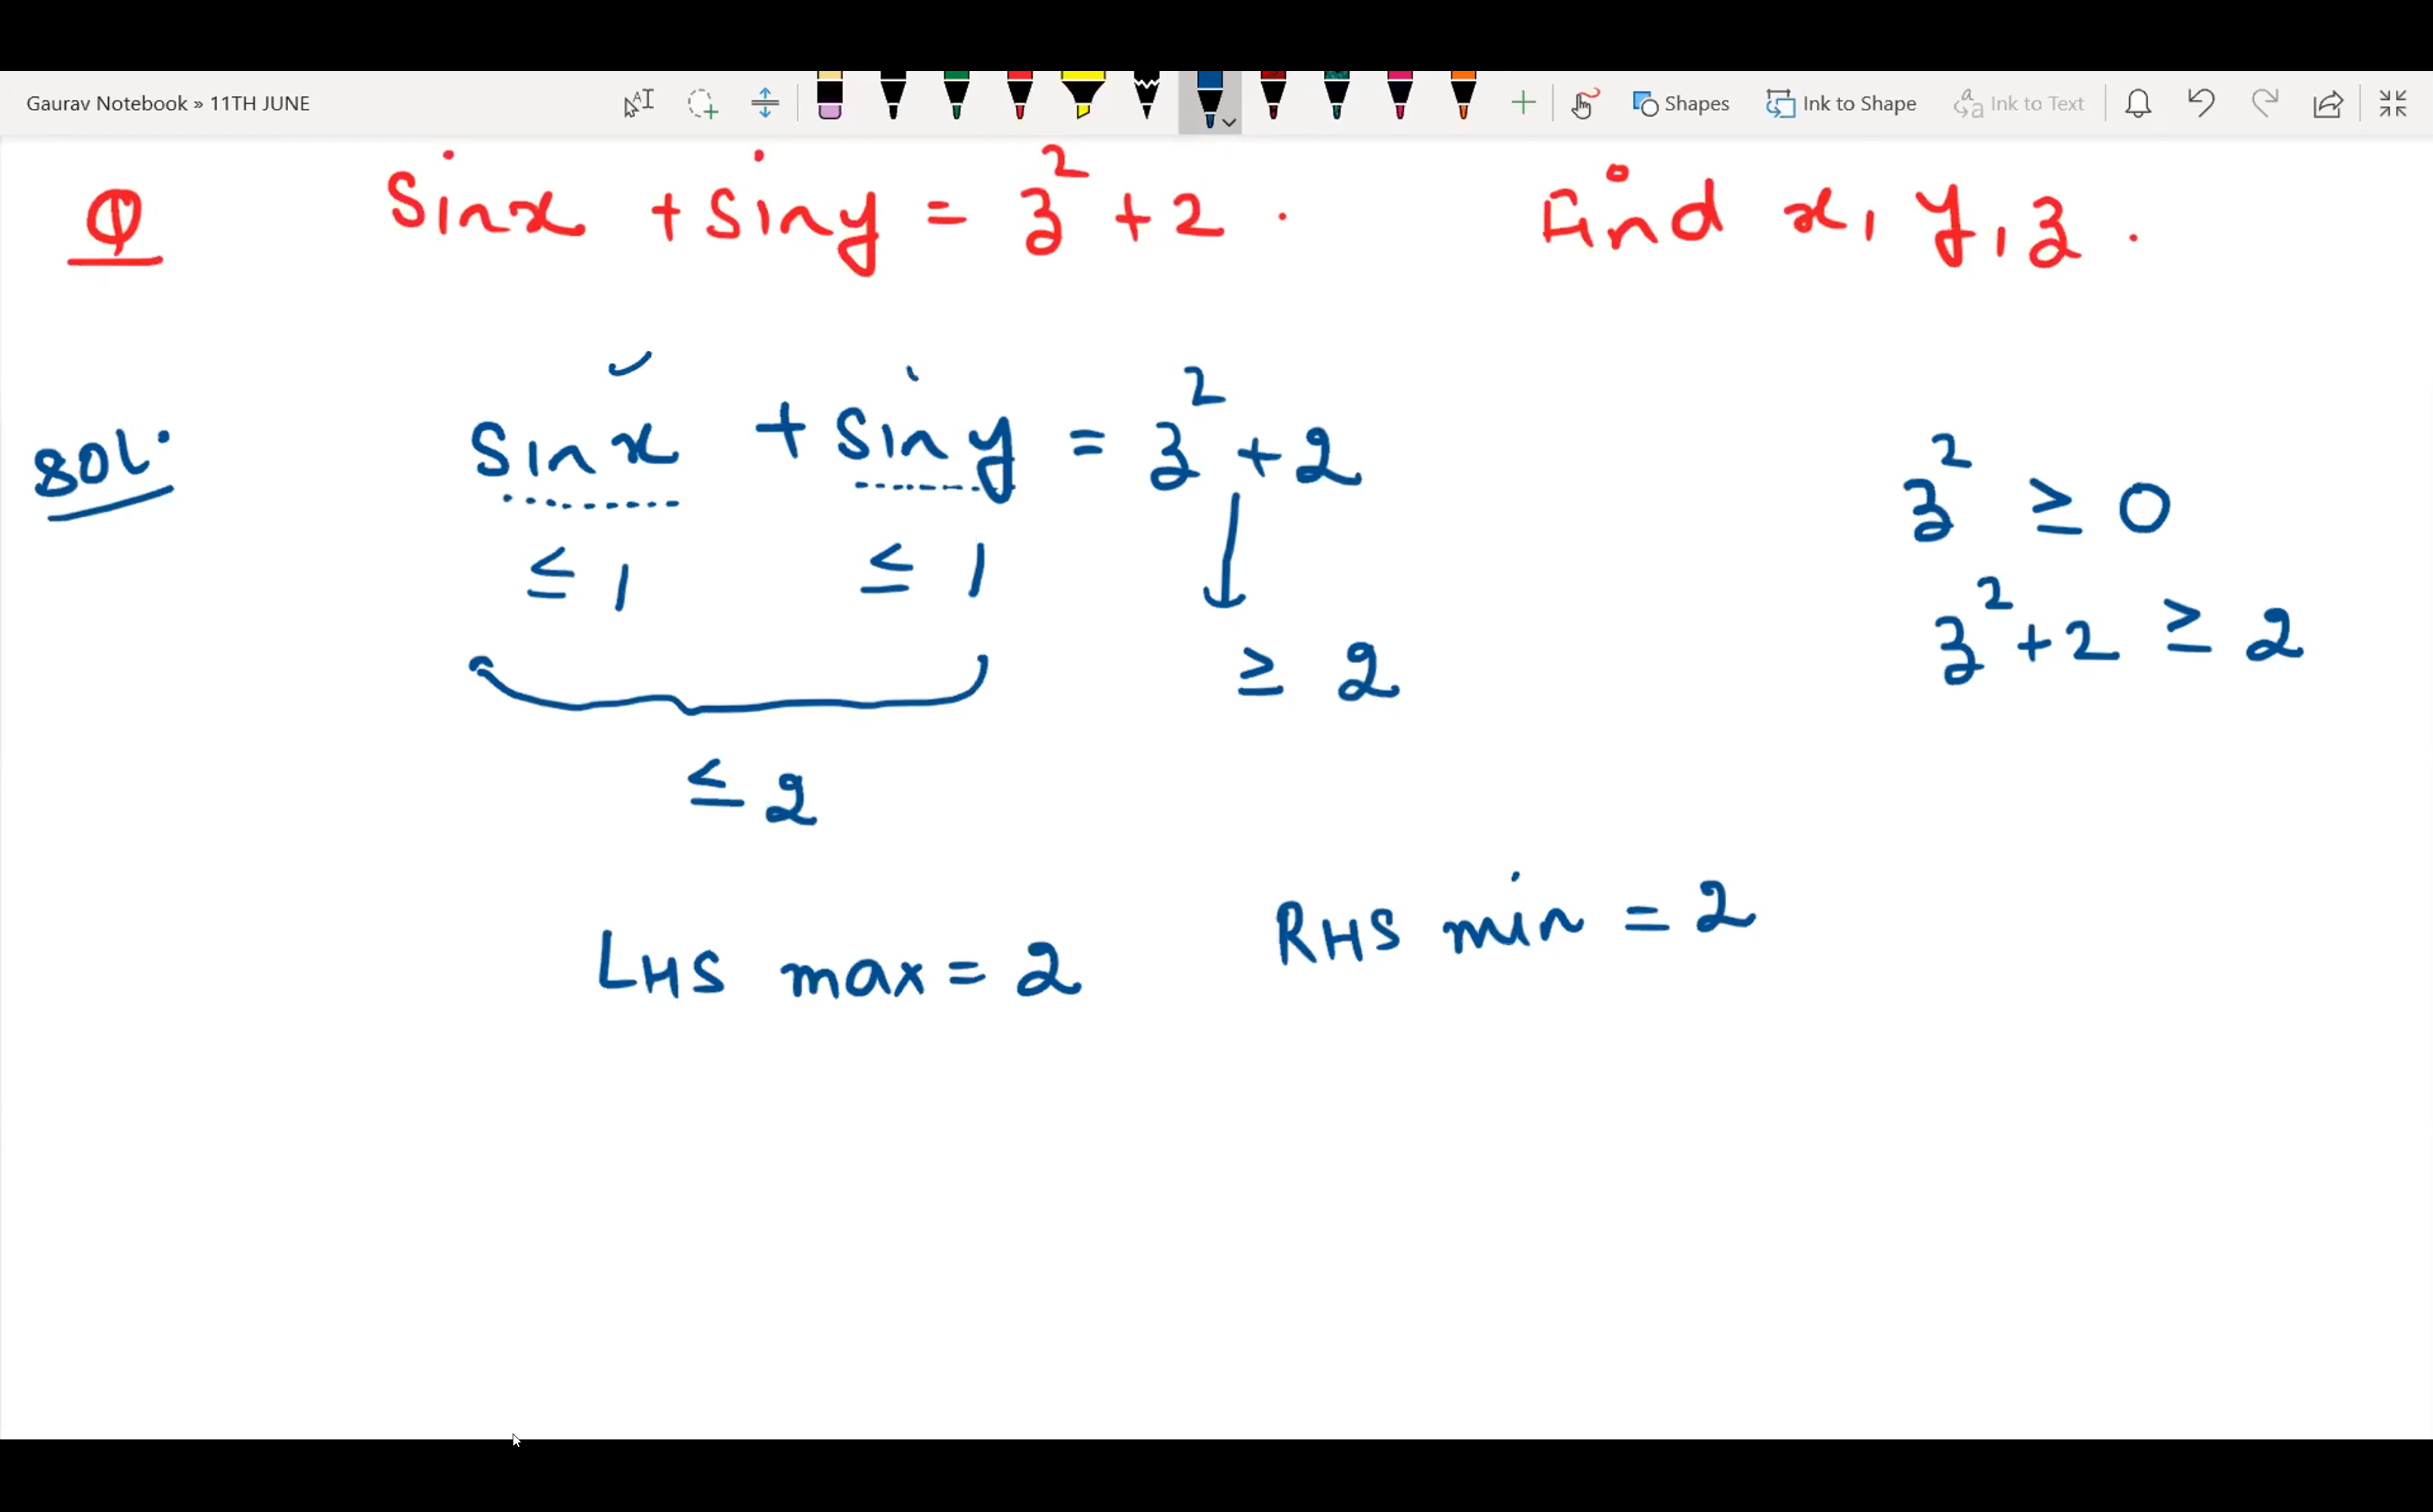 Gaurav Notebook » 11TH JUNE Shapes Ink to Shape Ink to Text
Q sinx + siny = z² + 2 . Find x, y, z .
Sol. sinx + siny = z² + 2
z² ≥ 0
≤ 1 ≤ 1
z² + 2 ≥ 2
≥ 2
≤ 2
LHS max = 2 RHS min = 2